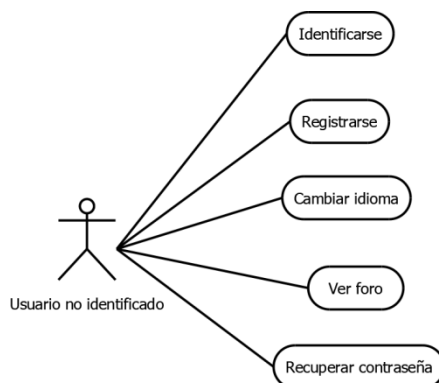 Identificarse
Registrarse
Cambiar idioma
Ver foro
Usuario no identificado
Recuperar contraseña